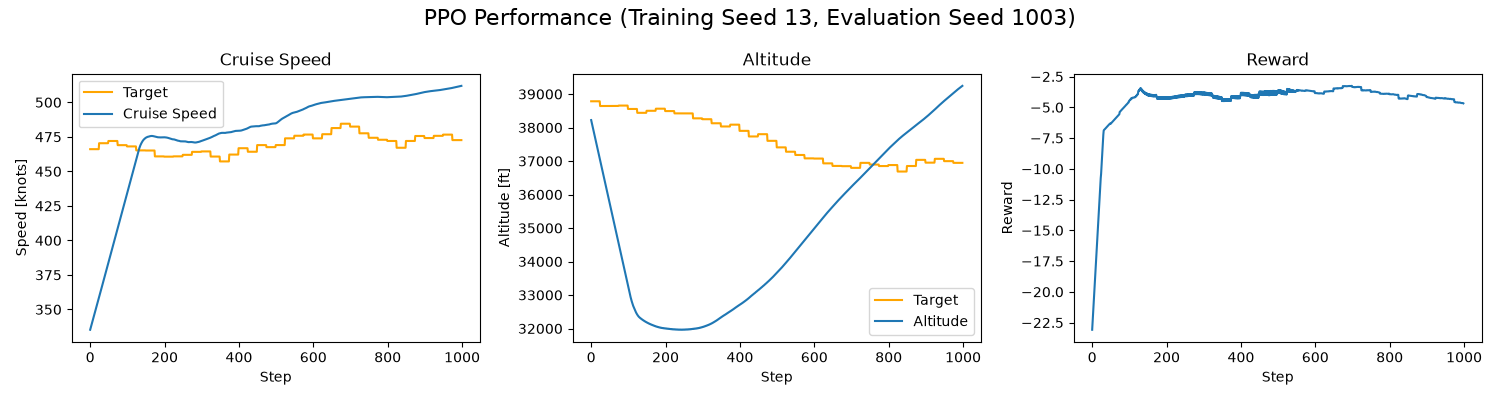 PPO Performance (Training Seed 13, Evaluation Seed 1003)
Cruise Speed
Speed [knots]
500
475
450
425
400
375
350
0 200 400 600 800 1000
Step
Target
Cruise Speed
Altitude
Altitude [ft]
39000
38000
37000
36000
35000
34000
33000
32000
0 200 400 600 800 1000
Step
Target
Altitude
Reward
Reward
−2.5
−5.0
−7.5
−10.0
−12.5
−15.0
−17.5
−20.0
−22.5
0 200 400 600 800 1000
Step